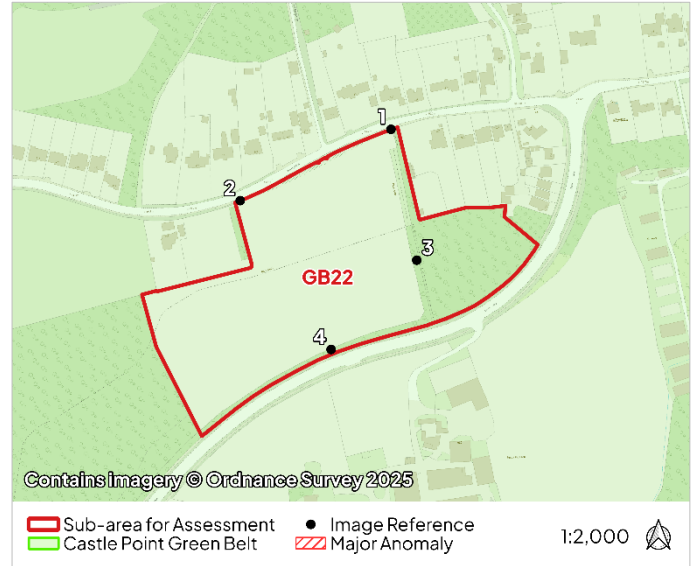 1
2
3
GB22
4
Contains imagery © Ordnance Survey 2025
Sub-area for Assessment
Image Reference
1:2,000
Castle Point Green Belt
Major Anomaly